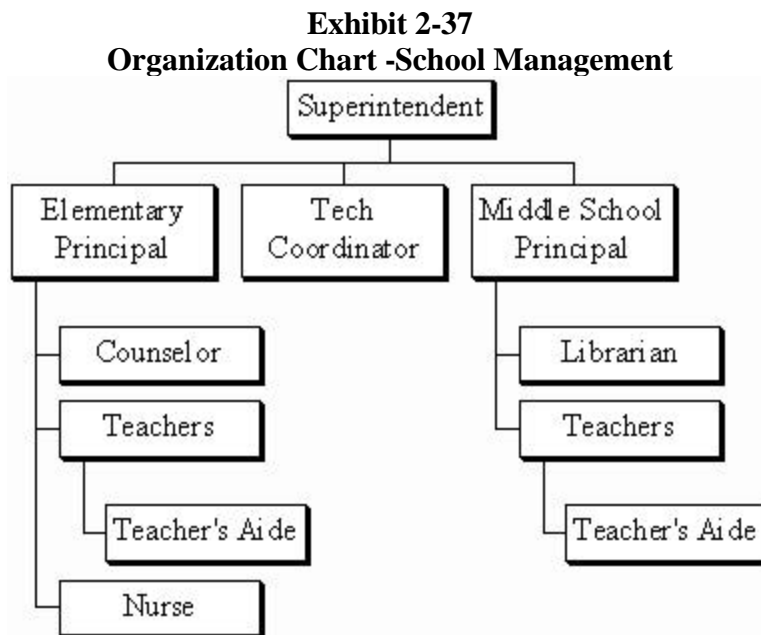 Exhibit 2-37
Organization Chart -School Management
Superintendent
Elementary
Principal
Tech
Coordinator
Middle School
Principal
Counselor
Teachers
Teacher's Aide
Nurse
Librarian
Teachers
Teacher's Aide